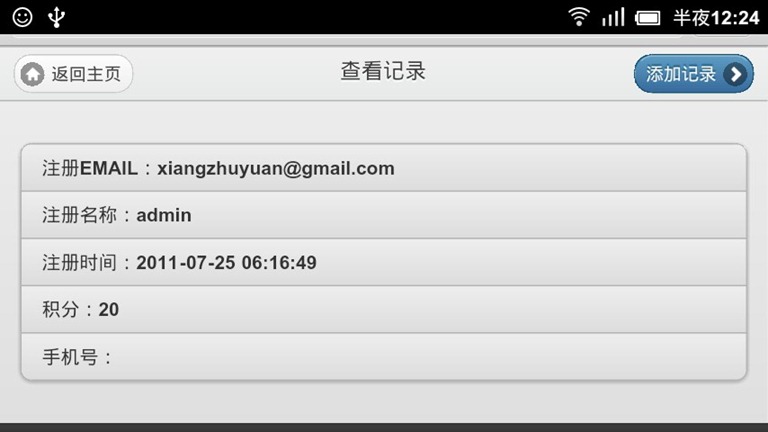 半夜12:24
返回主页
查看记录
添加记录
注册EMAIL：xiangzhuyuan@gmail.com
注册名称：admin
注册时间：2011-07-25 06:16:49
积分：20
手机号：